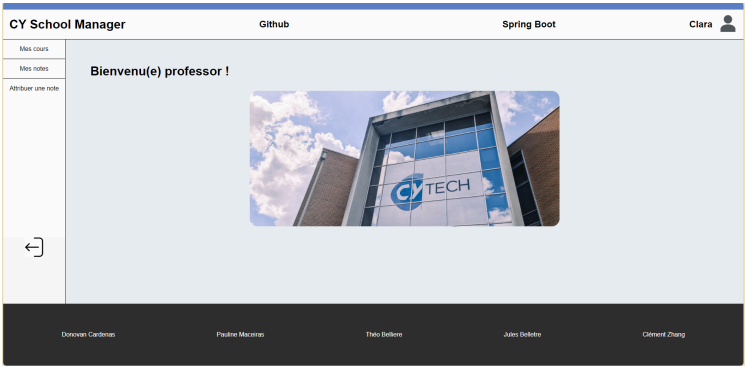 CY School Manager
Github
Spring Boot
Clara
Mes cours
Mes notes
Attribuer une note
Bienvenu(e) professor !
CY TECH
Donovan Cardenas
Pauline Maceiras
Théo Belliere
Jules Belletre
Clément Zhang